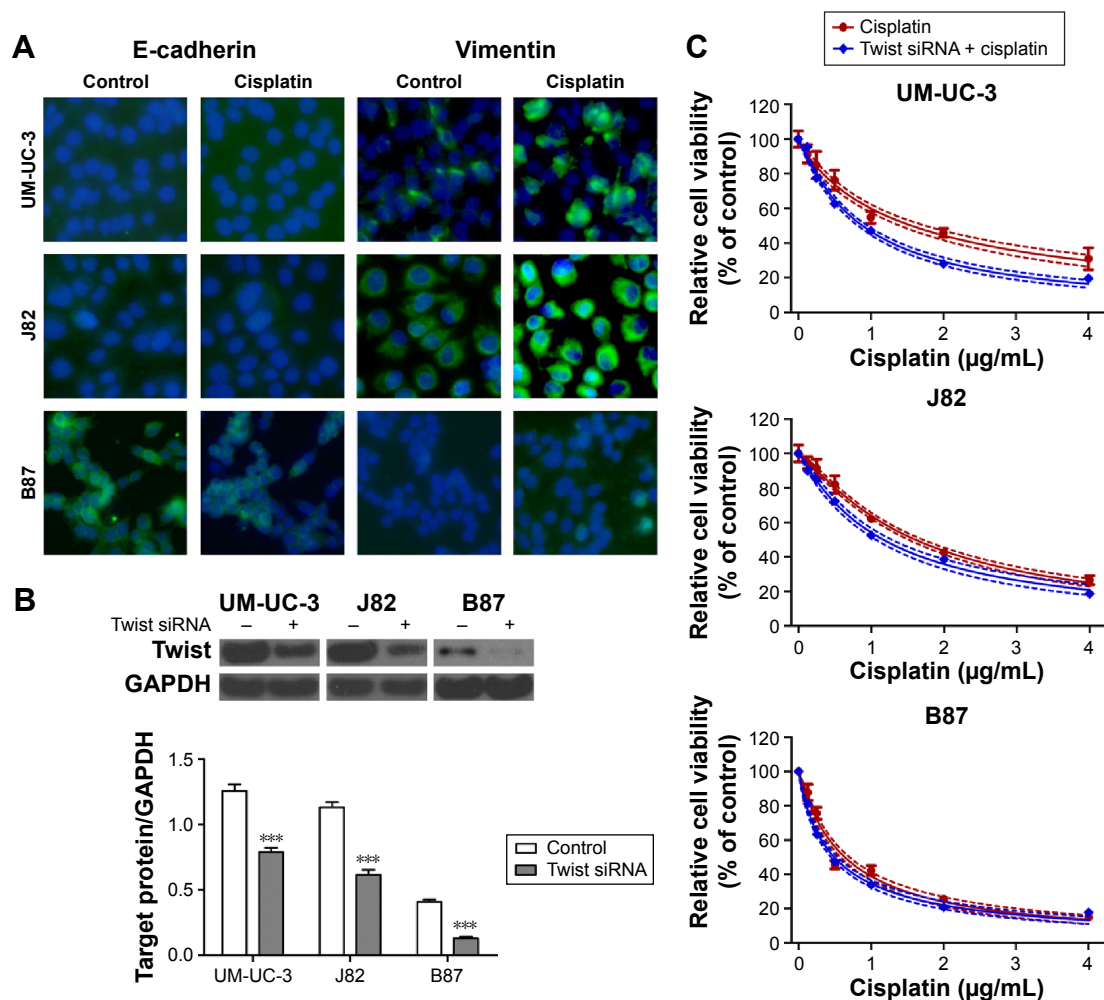 A
E-cadherin
Vimentin
Control
Cisplatin
Control
Cisplatin
UM-UC-3
J82
B87
B
UM-UC-3
J82
B87
Twist siRNA
–
+
–
+
–
+
Twist
GAPDH
Target protein/GAPDH
1.5
1.0
0.5
0.0
***
***
***
UM-UC-3
J82
B87
Control
Twist siRNA
C
Cisplatin
Twist siRNA + cisplatin
UM-UC-3
Relative cell viability
(% of control)
120
100
80
60
40
20
0
0
1
2
3
4
Cisplatin (µg/mL)
J82
Relative cell viability
(% of control)
120
100
80
60
40
20
0
0
1
2
3
4
Cisplatin (µg/mL)
B87
Relative cell viability
(% of control)
120
100
80
60
40
20
0
0
1
2
3
4
Cisplatin (µg/mL)